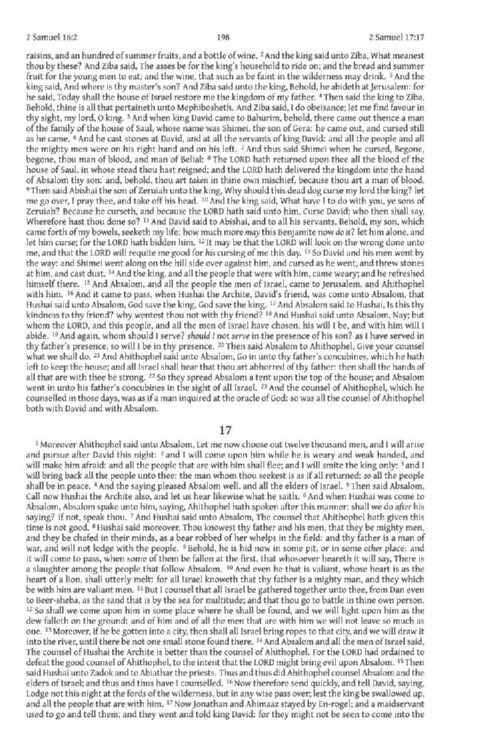 2 Samuel 16:2 198 2 Samuel 17:17
raisins, and an hundred of summer fruits, and a bottle of wine. 2 And the king said unto Ziba, What meanest
thou by these? And Ziba said, The asses be for the king's household to ride on; and the bread and summer
fruit for the young men to eat; and the wine, that such as be faint in the wilderness may drink. 3 And the
king said, And where is thy master's son? And Ziba said unto the king, Behold, he abideth at Jerusalem: for
he said, Today shall the house of Israel restore me the kingdom of my father. 4 Then said the king to Ziba,
Behold, thine is all that pertaineth unto Mephibosheth. And Ziba said, I do obeisance; let me find favour in
thy sight, my lord, O king. 5 And when king David came to Bahurim, behold, there came out thence a man
of the family of the house of Saul, whose name was Shimei, the son of Gera: he came out, and cursed still
as he came. 6 And he cast stones at David, and at all the servants of king David: and all the people and all
the mighty men were on his right hand and on his left. 7 And thus said Shimei when he cursed, Begone,
begone, thou man of blood, and man of Belial: 8 The LORD hath returned upon thee all the blood of the
house of Saul, in whose stead thou hast reigned; and the LORD hath delivered the kingdom into the hand
of Absalom thy son: and, behold, thou art taken in thine own mischief, because thou art a man of blood.
9 Then said Abishai the son of Zeruiah unto the king, Why should this dead dog curse my lord the king? let
me go over, I pray thee, and take off his head. 10 And the king said, What have I to do with you, ye sons of
Zeruiah? Because he curseth, and because the LORD hath said unto him, Curse David; who then shall say,
Wherefore hast thou done so? 11 And David said to Abishai, and to all his servants, Behold, my son, which
came forth of my bowels, seeketh my life: how much more may this Benjamite now do it? let him alone, and
let him curse; for the LORD hath bidden him. 12 It may be that the LORD will look on the wrong done unto
me, and that the LORD will requite me good for his cursing of me this day. 13 So David and his men went by
the way: and Shimei went along on the hill side over against him, and cursed as he went, and threw stones
at him, and cast dust. 14 And the king, and all the people that were with him, came weary; and he refreshed
himself there. 15 And Absalom, and all the people the men of Israel, came to Jerusalem, and Ahithophel
with him. 16 And it came to pass, when Hushai the Archite, David's friend, was come unto Absalom, that
Hushai said unto Absalom, God save the king, God save the king. 17 And Absalom said to Hushai, Is this thy
kindness to thy friend? why wentest thou not with thy friend? 18 And Hushai said unto Absalom, Nay; but
whom the LORD, and this people, and all the men of Israel have chosen, his will I be, and with him will I
abide. 19 And again, whom should I serve? should I not serve in the presence of his son? as I have served in
thy father's presence, so will I be in thy presence. 20 Then said Absalom to Ahithophel, Give your counsel
what we shall do. 21 And Ahithophel said unto Absalom, Go in unto thy father's concubines, which he hath
left to keep the house; and all Israel shall hear that thou art abhorred of thy father: then shall the hands of
all that are with thee be strong. 22 So they spread Absalom a tent upon the top of the house; and Absalom
went in unto his father's concubines in the sight of all Israel. 23 And the counsel of Ahithophel, which he
counselled in those days, was as if a man inquired at the oracle of God: so was all the counsel of Ahithophel
both with David and with Absalom.
17
1 Moreover Ahithophel said unto Absalom, Let me now choose out twelve thousand men, and I will arise
and pursue after David this night: 2 and I will come upon him while he is weary and weak handed, and
will make him afraid: and all the people that are with him shall flee; and I will smite the king only: 3 and I
will bring back all the people unto thee: the man whom thou seekest is as if all returned: so all the people
shall be in peace. 4 And the saying pleased Absalom well, and all the elders of Israel. 5 Then said Absalom,
Call now Hushai the Archite also, and let us hear likewise what he saith. 6 And when Hushai was come to
Absalom, Absalom spake unto him, saying, Ahithophel hath spoken after this manner: shall we do after his
saying? if not, speak thou. 7 And Hushai said unto Absalom, The counsel that Ahithophel hath given this
time is not good. 8 Hushai said moreover, Thou knowest thy father and his men, that they be mighty men,
and they be chafed in their minds, as a bear robbed of her whelps in the field: and thy father is a man of
war, and will not lodge with the people. 9 Behold, he is hid now in some pit, or in some other place: and
it will come to pass, when some of them be fallen at the first, that whosoever heareth it will say, There is
a slaughter among the people that follow Absalom. 10 And even he that is valiant, whose heart is as the
heart of a lion, shall utterly melt: for all Israel knoweth that thy father is a mighty man, and they which
be with him are valiant men. 11 But I counsel that all Israel be gathered together unto thee, from Dan even
to Beer-sheba, as the sand that is by the sea for multitude; and that thou go to battle in thine own person.
12 So shall we come upon him in some place where he shall be found, and we will light upon him as the
dew falleth on the ground: and of him and of all the men that are with him we will not leave so much as
one. 13 Moreover, if he be gotten into a city, then shall all Israel bring ropes to that city, and we will draw it
into the river, until there be not one small stone found there. 14 And Absalom and all the men of Israel said,
The counsel of Hushai the Archite is better than the counsel of Ahithophel. For the LORD had ordained to
defeat the good counsel of Ahithophel, to the intent that the LORD might bring evil upon Absalom. 15 Then
said Hushai unto Zadok and to Abiathar the priests, Thus and thus did Ahithophel counsel Absalom and the
elders of Israel; and thus and thus have I counselled. 16 Now therefore send quickly, and tell David, saying,
Lodge not this night at the fords of the wilderness, but in any wise pass over; lest the king be swallowed up,
and all the people that are with him. 17 Now Jonathan and Ahimaaz stayed by En-rogel; and a maidservant
used to go and tell them; and they went and told king David: for they might not be seen to come into the